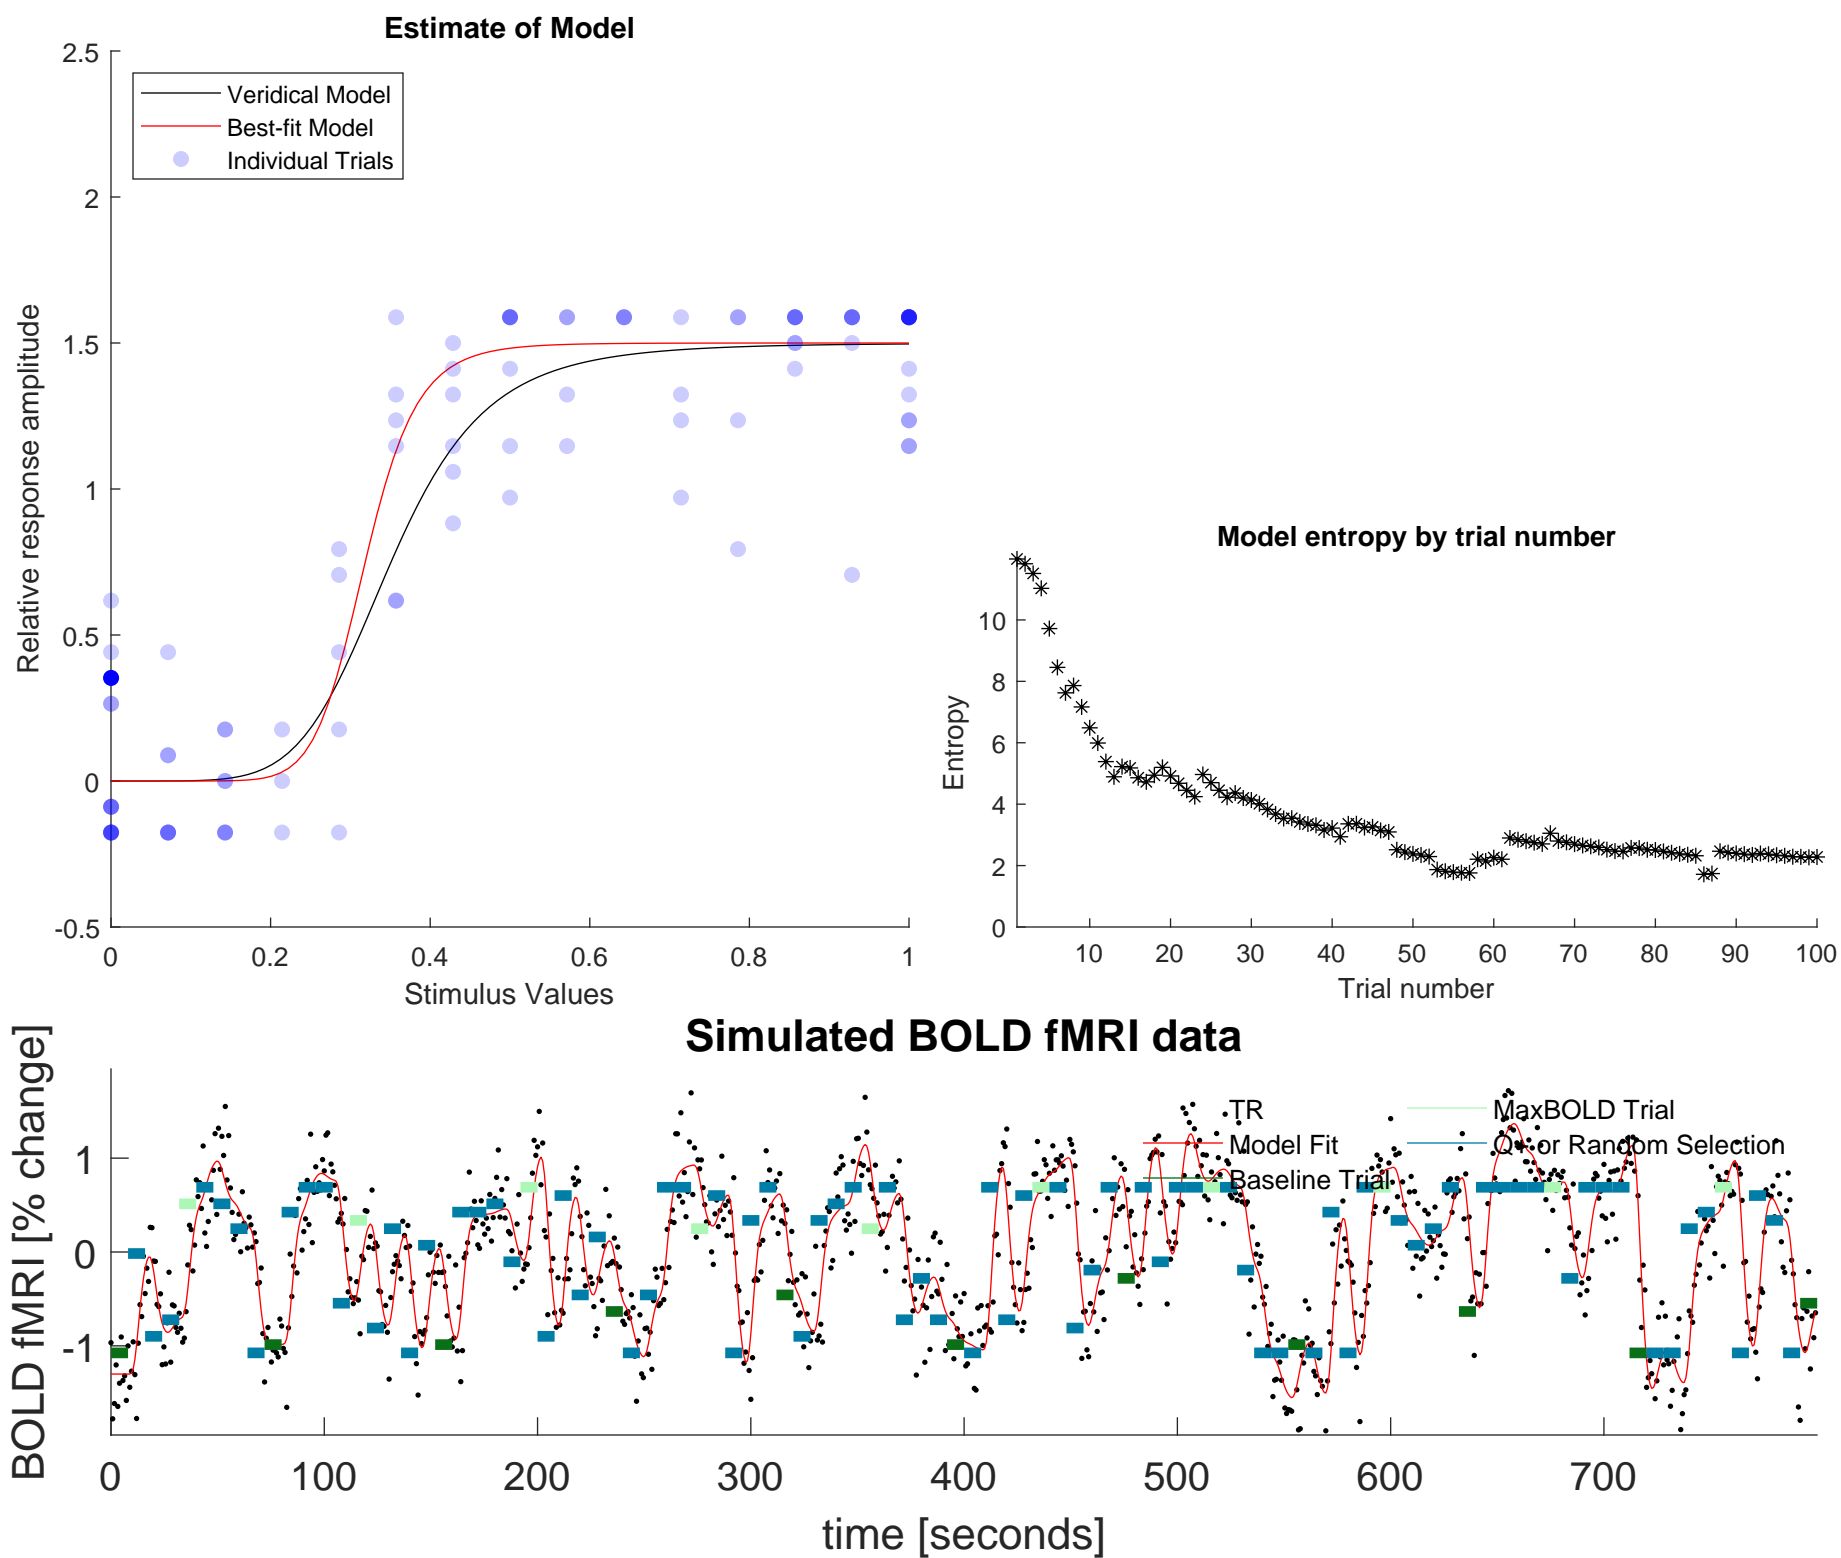 Estimate of Model
2.5
2
1.5
1
0.5
0
-0.5
Relative response amplitude
Veridical Model
Best-fit Model
Individual Trials
0 0.2 0.4 0.6 0.8 1
Stimulus Values
Model entropy by trial number
10
8
6
4
2
0
Entropy
10 20 30 40 50 60 70 80 90 100
Trial number
Simulated BOLD fMRI data
BOLD fMRI [% change]
1
0
-1
TR
Model Fit
Baseline Trial
MaxBOLD Trial
Q+ or Random Selection
0 100 200 300 400 500 600 700
time [seconds]